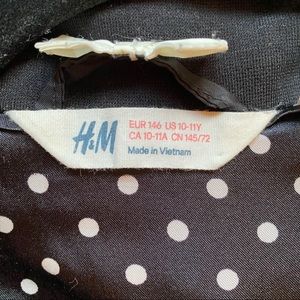 H&M
EUR 146 US 10-11Y
CA 10-11A CN 145/72
Made in Vietnam